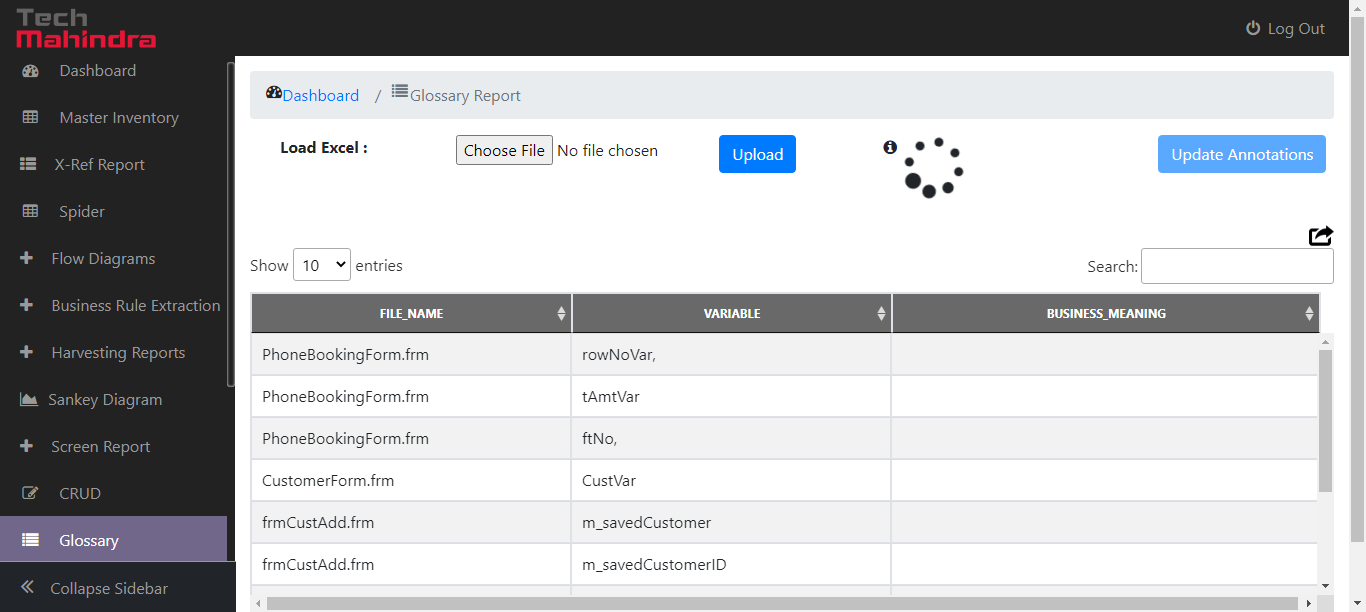 Tech
Mahindra
Log Out
Dashboard
Master Inventory
X-Ref Report
Spider
Flow Diagrams
Business Rule Extraction
Harvesting Reports
Sankey Diagram
Screen Report
CRUD
Glossary
Collapse Sidebar
Dashboard / Glossary Report
Load Excel : Choose File No file chosen Upload Update Annotations
Show 10 entries Search:
FILE_NAME VARIABLE BUSINESS_MEANING
PhoneBookingForm.frm rowNoVar,
PhoneBookingForm.frm tAmtVar
PhoneBookingForm.frm ftNo,
CustomerForm.frm CustVar
frmCustAdd.frm m_savedCustomer
frmCustAdd.frm m_savedCustomerID